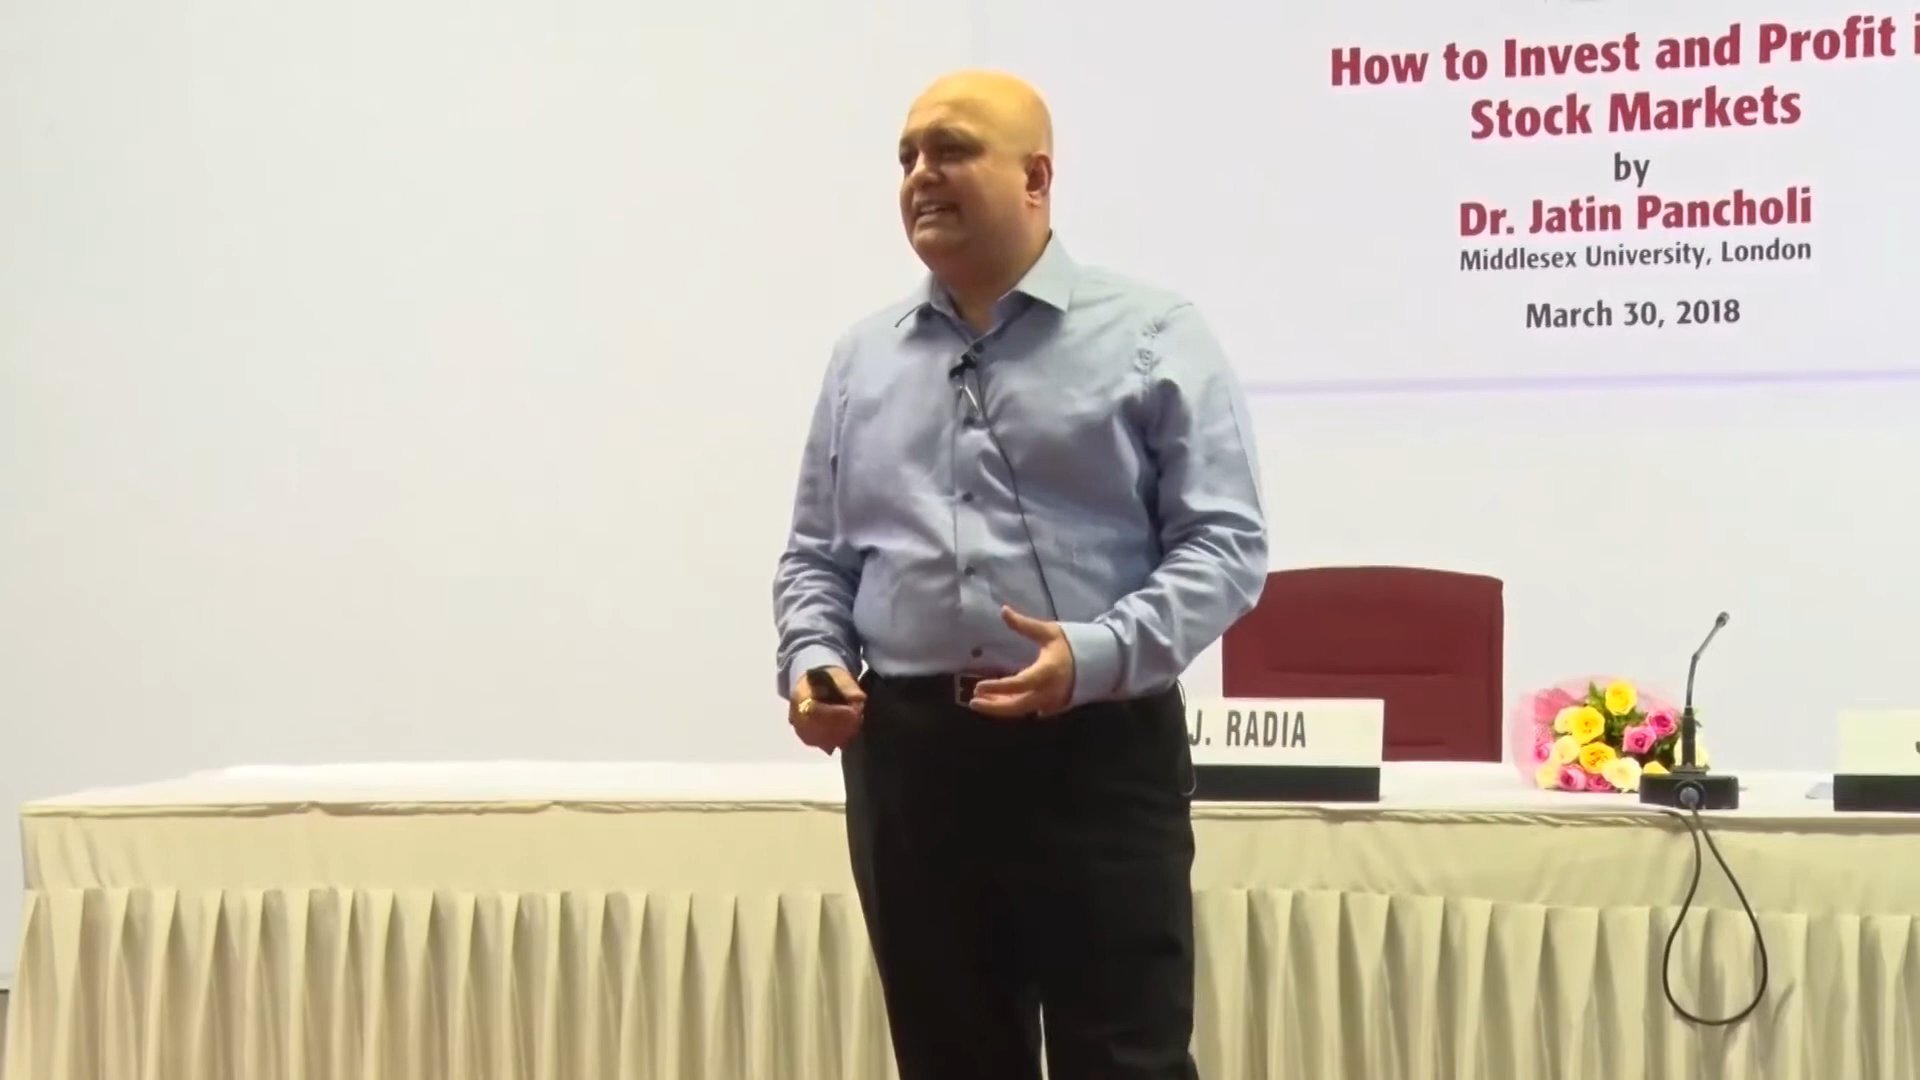 How to Invest and Profit i
Stock Markets
by
Dr. Jatin Pancholi
Middlesex University, London
March 30, 2018
J. RADIA